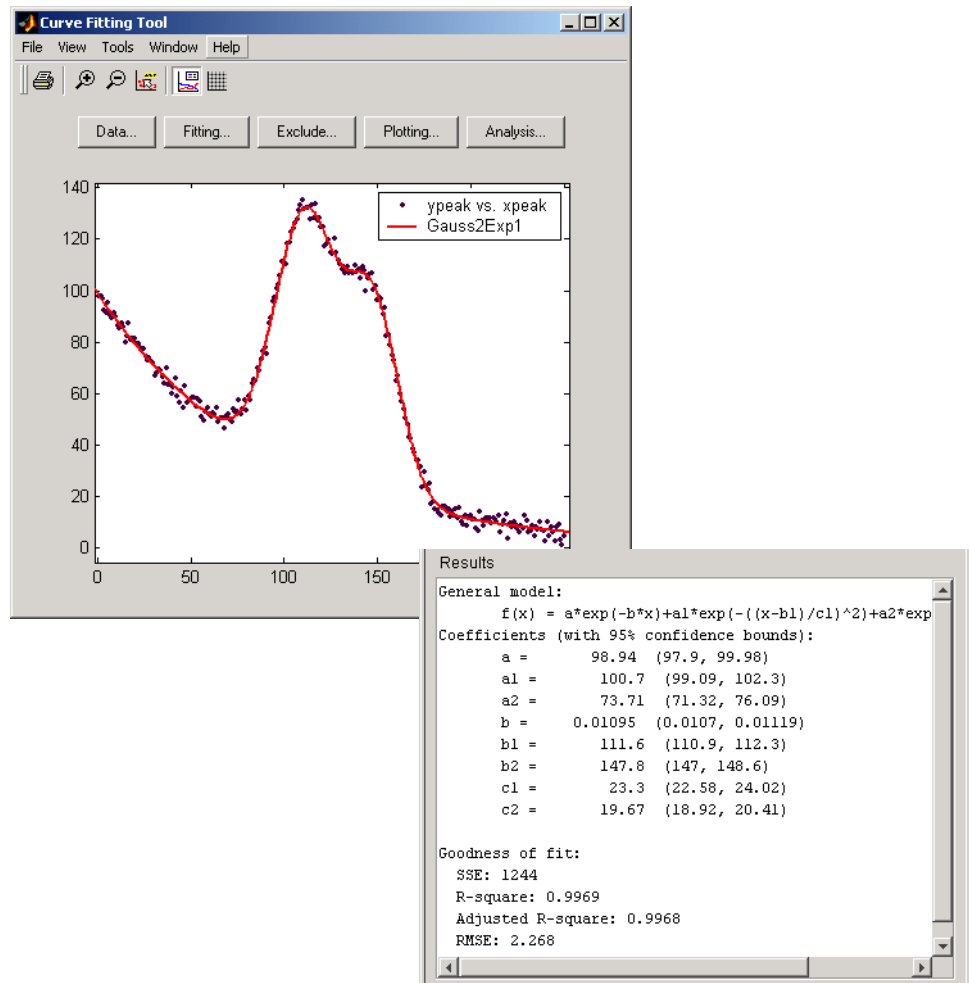 Curve Fitting Tool
File View Tools Window Help
Data... Fitting... Exclude... Plotting... Analysis...
140
120
100
80
60
40
20
0
0 50 100 150
ypeak vs. xpeak
Gauss2Exp1
Results
General model:
f(x) = a*exp(-b*x)+a1*exp(-((x-b1)/c1)^2)+a2*exp
Coefficients (with 95% confidence bounds):
a = 98.94 (97.9, 99.98)
a1 = 100.7 (99.09, 102.3)
a2 = 73.71 (71.32, 76.09)
b = 0.01095 (0.0107, 0.01119)
b1 = 111.6 (110.9, 112.3)
b2 = 147.8 (147, 148.6)
c1 = 23.3 (22.58, 24.02)
c2 = 19.67 (18.92, 20.41)
Goodness of fit:
SSE: 1244
R-square: 0.9969
Adjusted R-square: 0.9968
RMSE: 2.268